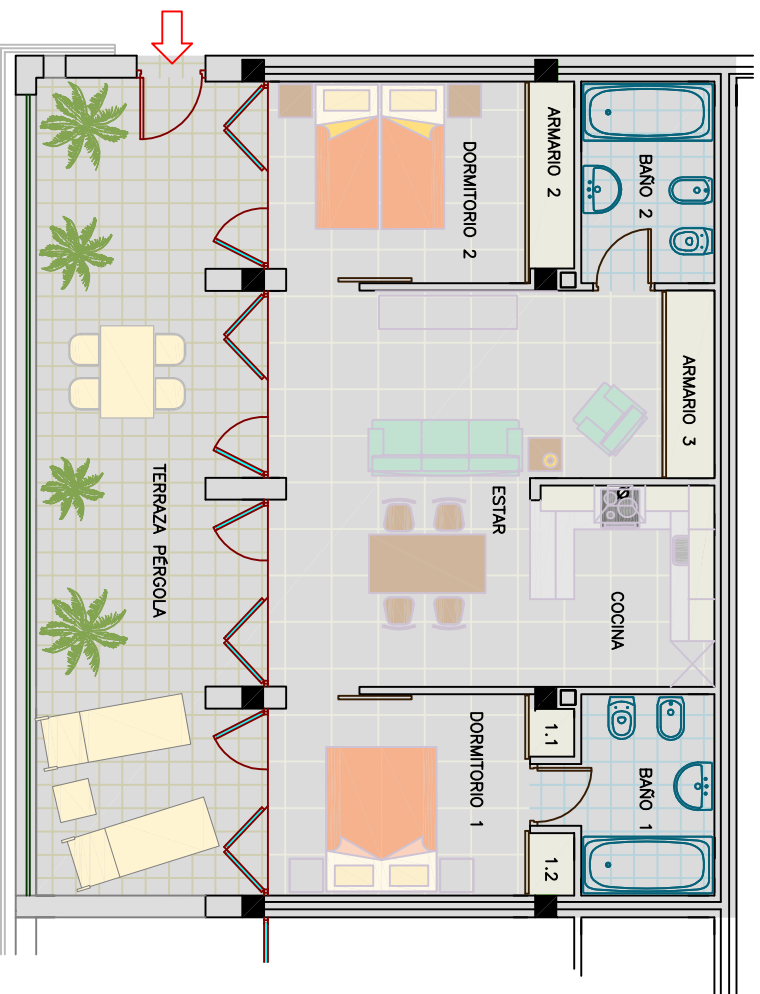 ARMARIO 2
BAÑO 2
DORMITORIO 2
ARMARIO 3
TERRAZA PÉRGOLA
ESTAR
COCINA
DORMITORIO 1
1.1
BAÑO 1
1.2